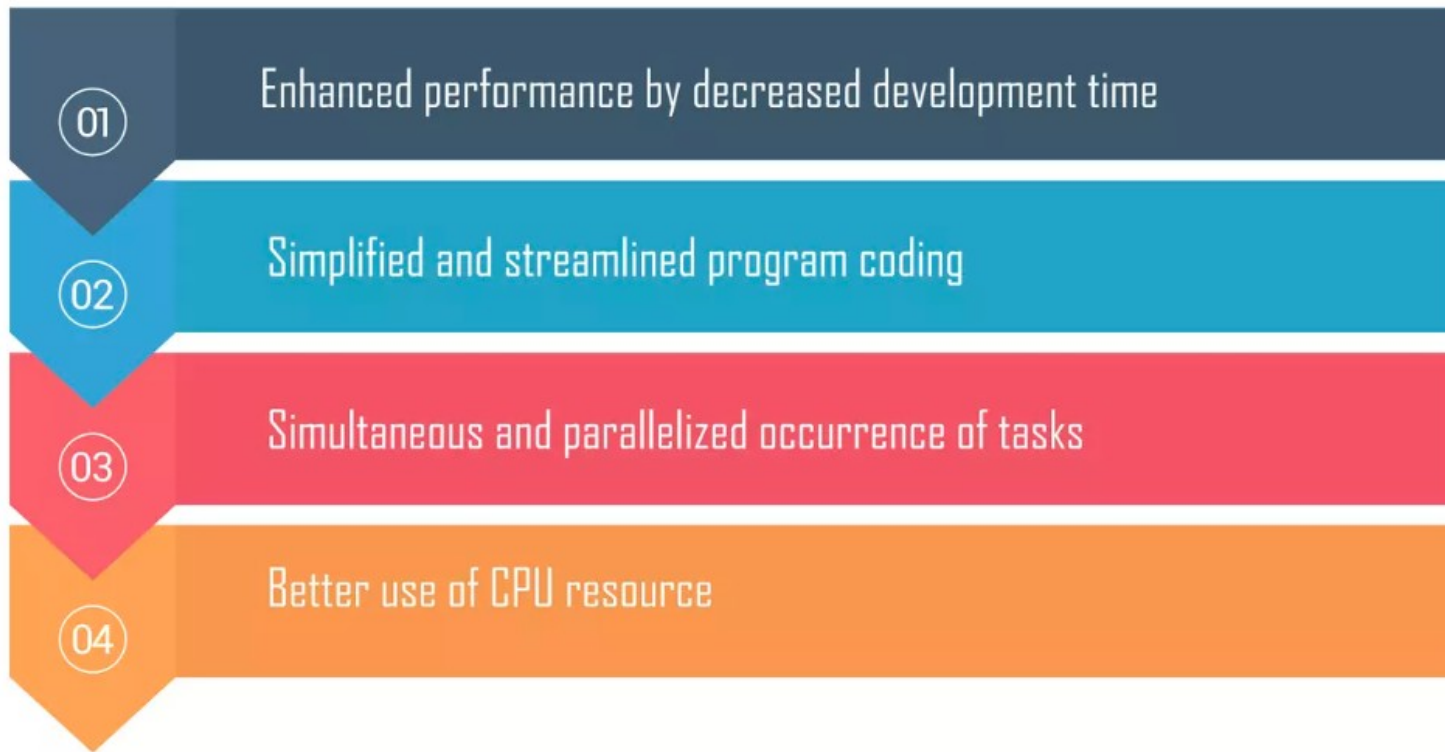 01
Enhanced performance by decreased development time
02
Simplified and streamlined program coding
03
Simultaneous and parallelized occurrence of tasks
04
Better use of CPU resource